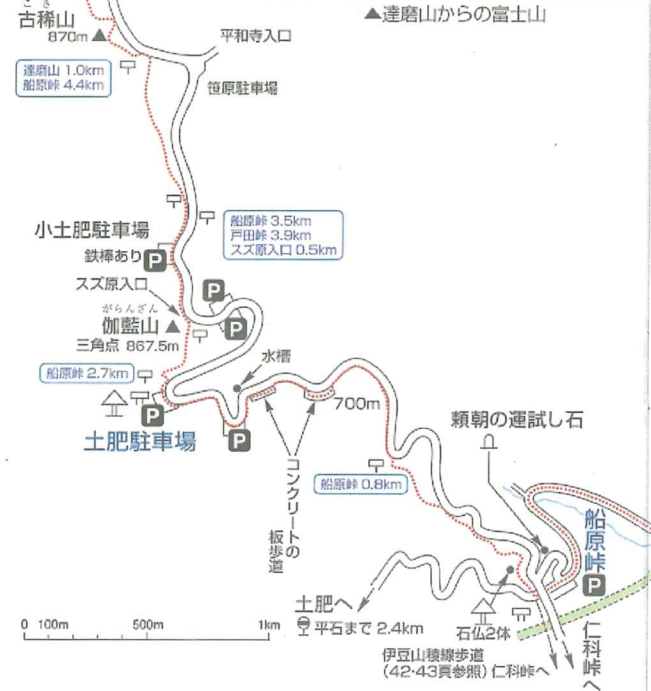 こき
古稀山
870m
▲達磨山からの富士山
平和寺入口
達磨山 1.0km
船原峠 4.4km
笹原駐車場
船原峠 3.5km
戸田峠 3.9km
スズ原入口 0.5km
小土肥駐車場
鉄棒あり P
スズ原入口
P
P
がらんざん
伽藍山
三角点 867.5m
船原峠 2.7km
水槽
P
土肥駐車場
P
700m
頼朝の運試し石
コンクリートの
板歩道
船原峠 0.8km
船原峠
P
土肥へ
平石まで 2.4km
石仏2体
仁科峠へ
伊豆山稜線歩道
(42・43頁参照) 仁科峠へ
0 100m 500m 1km